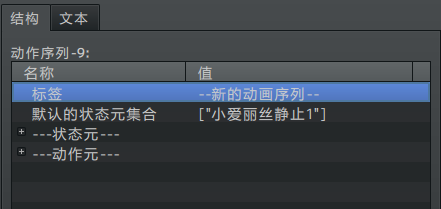 结构 文本
动作序列-9:
名称 值
标签 --新的动画序列--
默认的状态元集合 ["小爱丽丝静止1"]
---状态元---
---动作元---